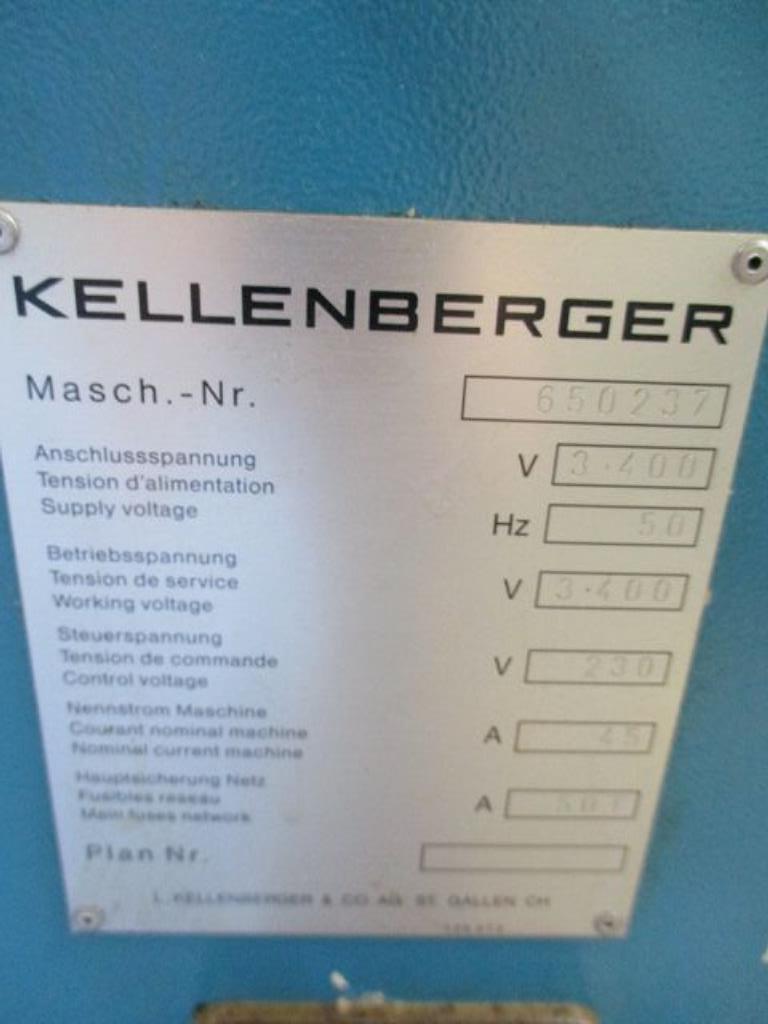 KELLENBERGER
Masch.-Nr. 650237
Anschlussspannung
Tension d'alimentation V 3·400
Supply voltage
Hz 50
Betriebsspannung
Tension de service V 3·400
Working voltage
Steuerspannung
Tension de commande V 230
Control voltage
Nennstrom Maschine
Courant nominal machine A 45
Nominal current machine
Hauptsicherung Netz
Fusibles reseau A
Main fuses network
Plan Nr.
L. KELLENBERGER & CO AG ST. GALLEN CH